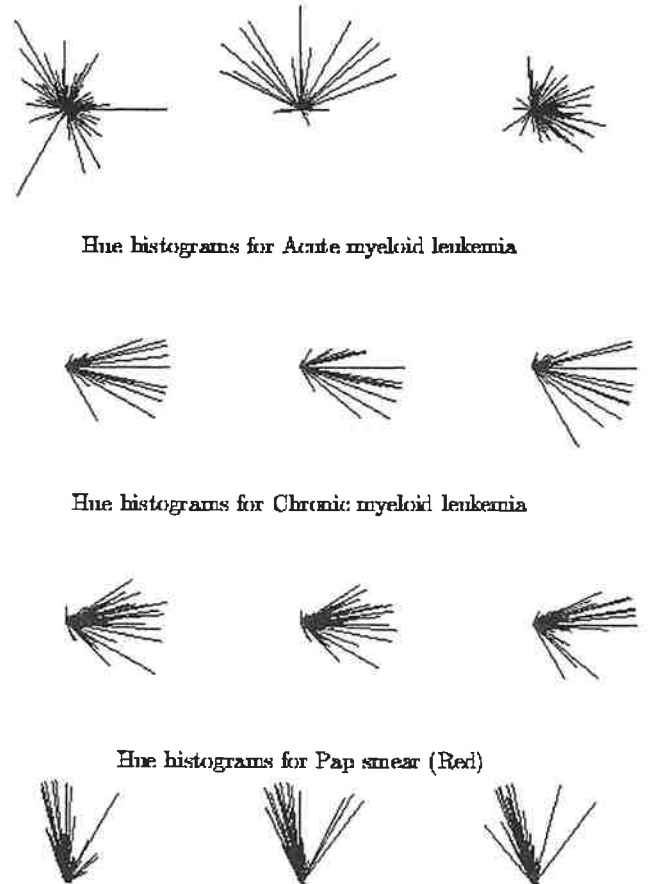 Hue histograms for Acute myeloid leukemia
Hue histograms for Chronic myeloid leukemia
Hue histograms for Pap smear (Red)